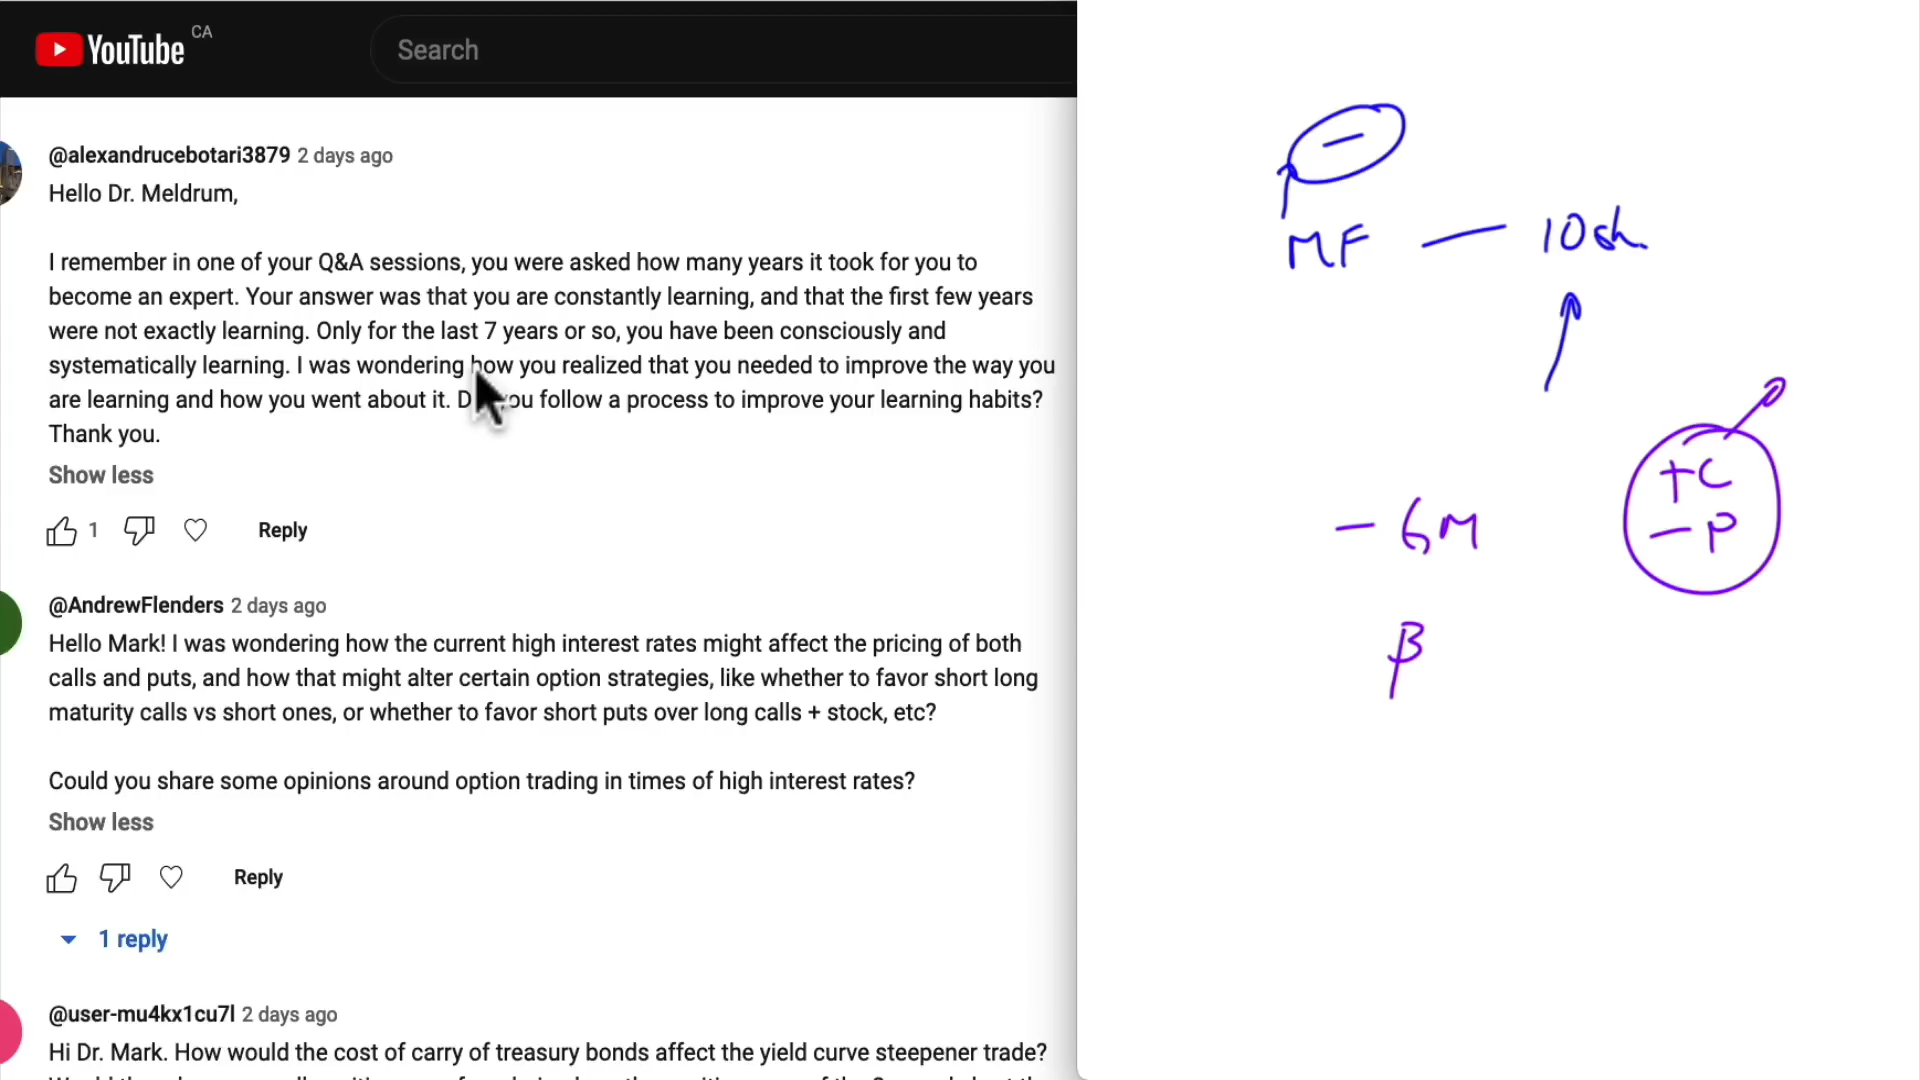 YouTube CA
Search
@alexandrucebotari3879 2 days ago
Hello Dr. Meldrum,
I remember in one of your Q&A sessions, you were asked how many years it took for you to
become an expert. Your answer was that you are constantly learning, and that the first few years
were not exactly learning. Only for the last 7 years or so, you have been consciously and
systematically learning. I was wondering how you realized that you needed to improve the way you
are learning and how you went about it. D you follow a process to improve your learning habits?
Thank you.
Show less
1 Reply
@AndrewFlenders 2 days ago
Hello Mark! I was wondering how the current high interest rates might affect the pricing of both
calls and puts, and how that might alter certain option strategies, like whether to favor short long
maturity calls vs short ones, or whether to favor short puts over long calls + stock, etc?
Could you share some opinions around option trading in times of high interest rates?
Show less
Reply
1 reply
@user-mu4kx1cu7l 2 days ago
Hi Dr. Mark. How would the cost of carry of treasury bonds affect the yield curve steepener trade?
−
MF — 10sh.
+C
− P
− 6M
β